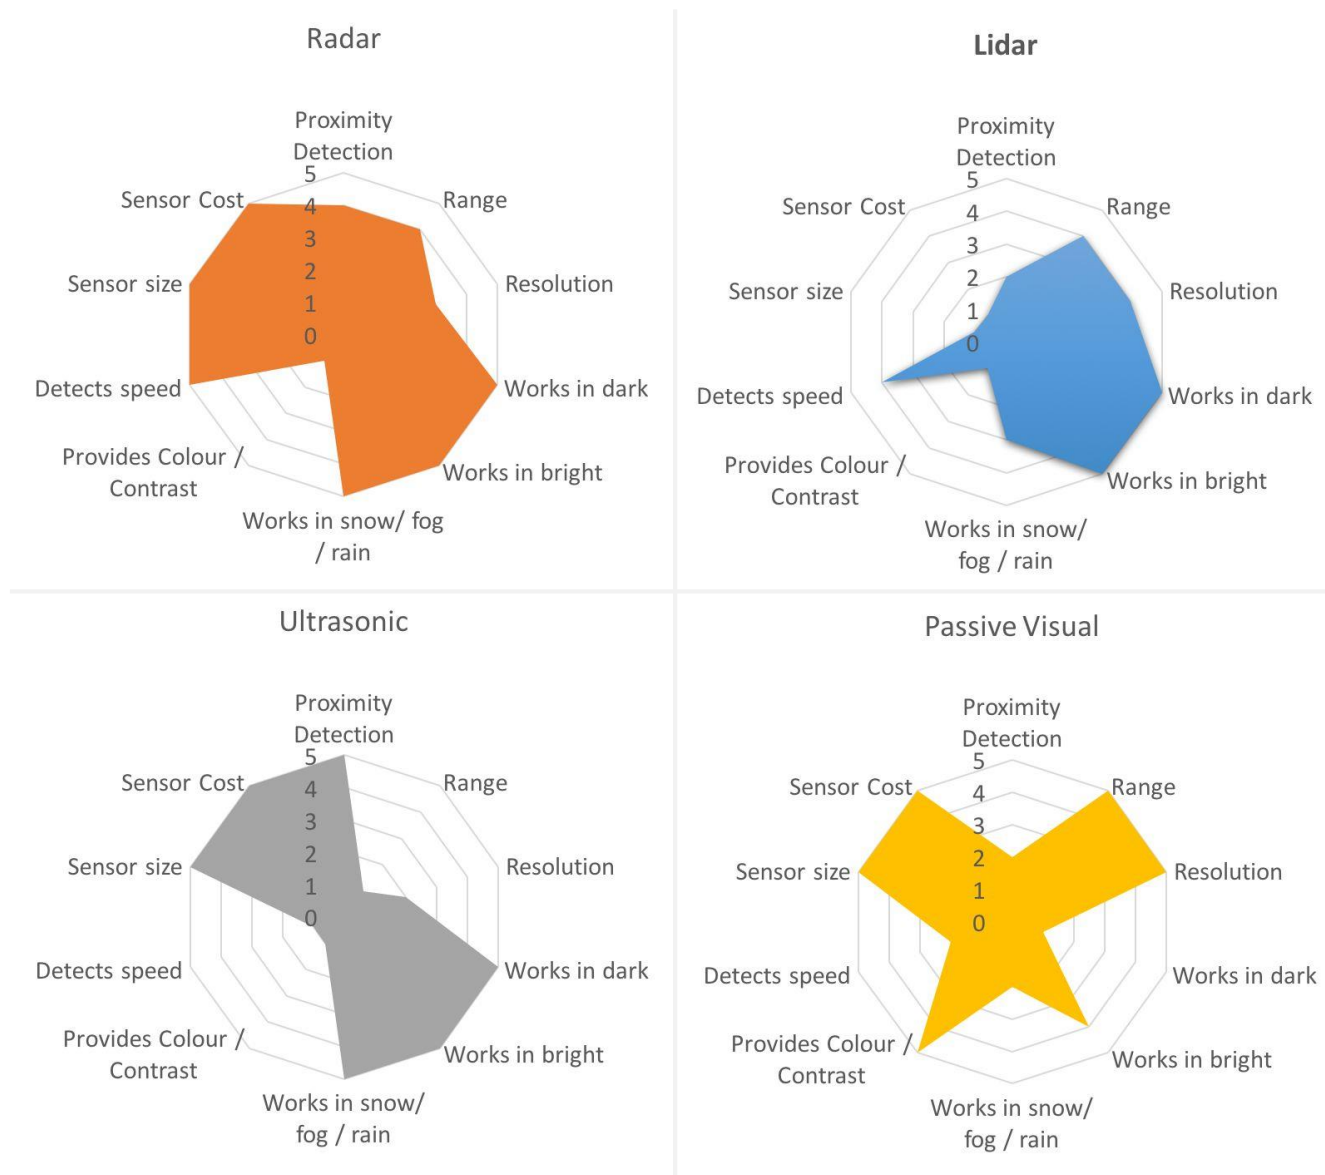 Radar
Proximity
Detection
Range
Resolution
Works in dark
Works in bright
Works in snow/ fog
/ rain
Provides Colour /
Contrast
Detects speed
Sensor size
Sensor Cost
5
4
3
2
1
0
Lidar
Proximity
Detection
Range
Resolution
Works in dark
Works in bright
Works in snow/
fog / rain
Provides Colour /
Contrast
Detects speed
Sensor size
Sensor Cost
5
4
3
2
1
0
Ultrasonic
Proximity
Detection
Range
Resolution
Works in dark
Works in bright
Works in snow/
fog / rain
Provides Colour /
Contrast
Detects speed
Sensor size
Sensor Cost
5
4
3
2
1
0
Passive Visual
Proximity
Detection
Range
Resolution
Works in dark
Works in bright
Works in snow/
fog / rain
Provides Colour /
Contrast
Detects speed
Sensor size
Sensor Cost
5
4
3
2
1
0